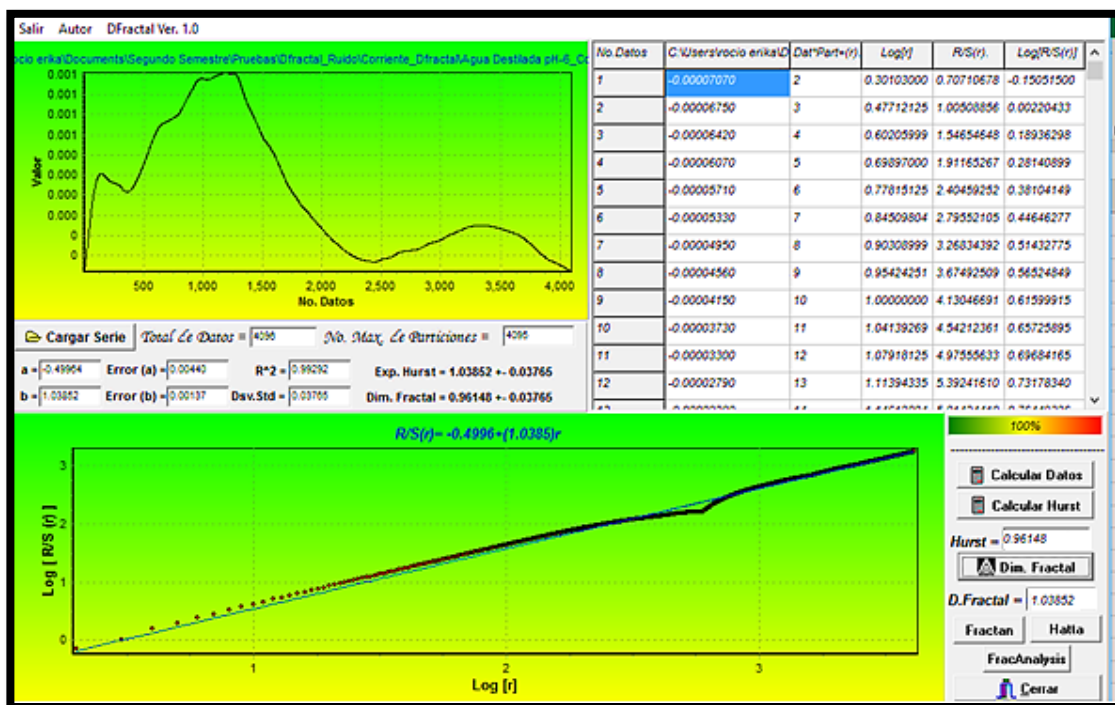 Salir Autor DFractal Ver. 1.0
ocio erika\Documents\Segundo Semestre\Pruebas\Dfractal_Ruido\Corriente_Dfractal\Agua Destilada pH-6_Co
0.001
0.001
0.001
0.001
0.000
0.000
0.000
0.000
0
0
Valor
500 1,000 1,500 2,000 2,500 3,000 3,500 4,000
No. Datos
No.Datos C:\Users\rocio erika\D Dat*Part=(r). Log[r] R/S(r). Log[R/S(r)]
1 -0.00007070 2 0.30103000 0.70710678 -0.15051500
2 -0.00006750 3 0.47712125 1.00508856 0.00220433
3 -0.00006420 4 0.60205999 1.54654648 0.18936298
4 -0.00006070 5 0.69897000 1.91165267 0.28140899
5 -0.00005710 6 0.77815125 2.40459252 0.38104149
6 -0.00005330 7 0.84509804 2.79552105 0.44646277
7 -0.00004950 8 0.90308999 3.26834392 0.51432775
8 -0.00004560 9 0.95424251 3.67492509 0.56524849
9 -0.00004150 10 1.00000000 4.13046691 0.61599915
10 -0.00003730 11 1.04139269 4.54212361 0.65725895
11 -0.00003300 12 1.07918125 4.97555633 0.69684165
12 -0.00002790 13 1.11394335 5.39241610 0.73178340
Cargar Serie Total de Datos = 4096 No. Max. de Particiones = 4095
a = -0.49964 Error (a) = 0.00440 R^2 = 0.99292 Exp. Hurst = 1.03852 +- 0.03765
b = 1.03852 Error (b) = 0.00137 Dsv.Std = 0.03765 Dim. Fractal = 0.96148 +- 0.03765
R/S(r)= -0.4996+(1.0385)r
3
2
1
0
Log [ R/S (r) ]
1 2 3
Log [r]
100%
Calcular Datos
Calcular Hurst
Hurst = 0.96148
Dim. Fractal
D.Fractal = 1.03852
Fractan Hatta
FracAnalysis
Cerrar